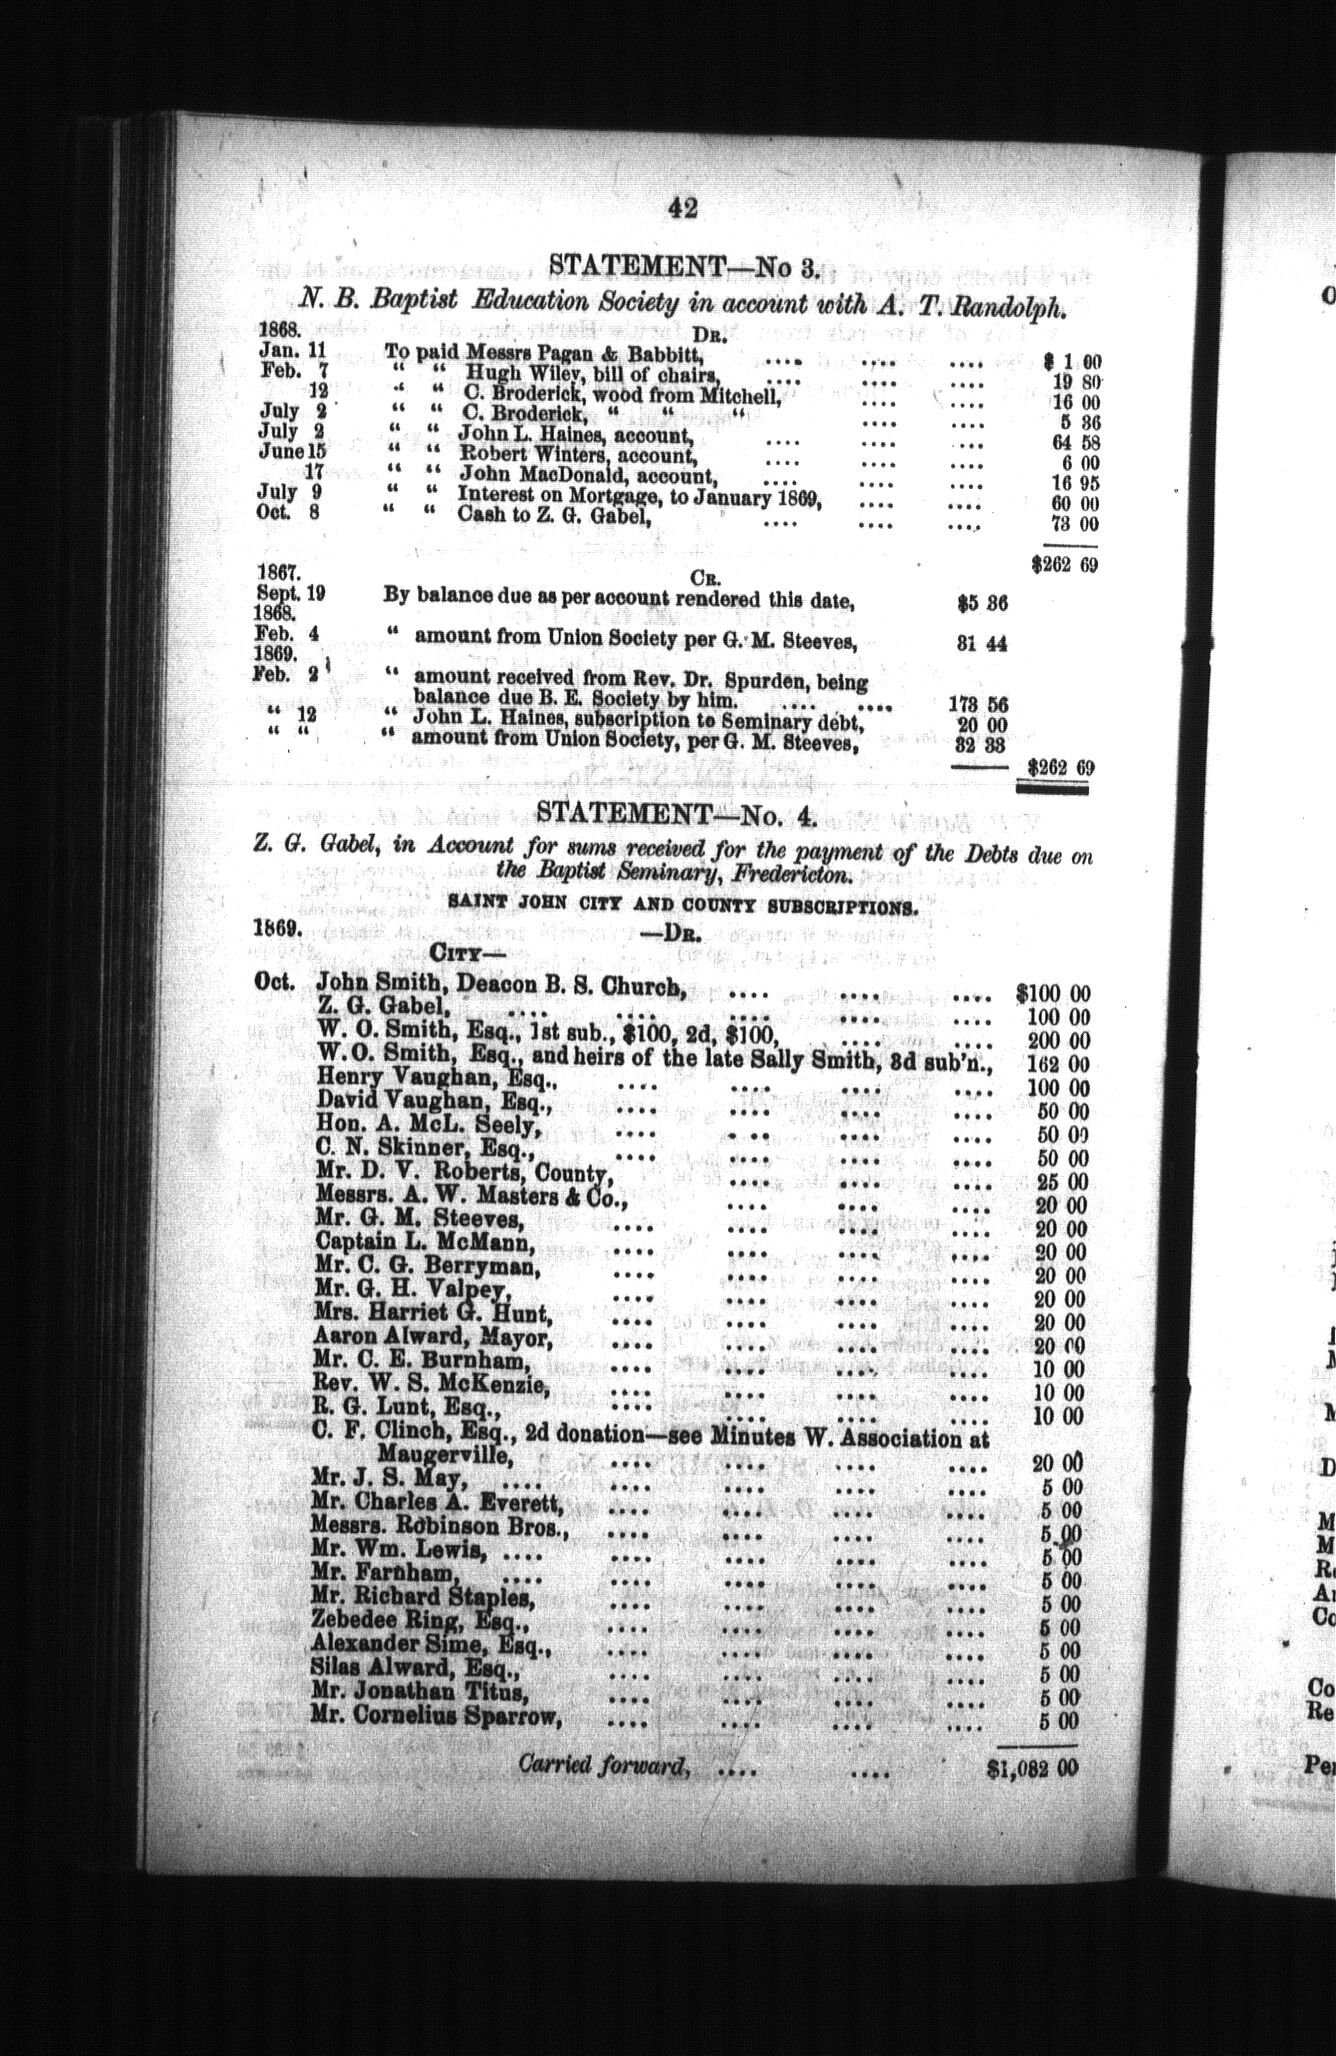 42
STATEMENT—No 3.
N. B. Baptist Education Society in account with A. T. Randolph.
1868. DR.
Jan. 11 To paid Messrs Pagan & Babbitt, .... .... .... $ 1 00
Feb. 7 “ “ Hugh Wiley, bill of chairs, .... .... .... 19 80
12 “ “ C. Broderick, wood from Mitchell, .... .... 16 00
July 2 “ “ C. Broderick, “ “ “ .... .... 5 36
July 2 “ “ John L. Haines, account, .... .... .... 64 58
June 15 “ “ Robert Winters, account, .... .... .... 6 00
17 “ “ John MacDonald, account, .... .... .... 16 95
July 9 “ “ Interest on Mortgage, to January 1869, .... .... 60 00
Oct. 8 “ “ Cash to Z. G. Gabel, .... .... .... 73 00
$262 69
1867. CR.
Sept. 19 By balance due as per account rendered this date, $5 36
1868.
Feb. 4 “ amount from Union Society per G. M. Steeves, 31 44
1869.
Feb. 2 “ amount received from Rev. Dr. Spurden, being
balance due B. E. Society by him. .... .... 173 56
“ 12 “ John L. Haines, subscription to Seminary debt, 20 00
“ “ “ amount from Union Society, per G. M. Steeves, 32 33
$262 69
STATEMENT—No. 4.
Z. G. Gabel, in Account for sums received for the payment of the Debts due on
the Baptist Seminary, Fredericton.
SAINT JOHN CITY AND COUNTY SUBSCRIPTIONS.
1869. —DR.
CITY—
Oct. John Smith, Deacon B. S. Church, .... .... .... $100 00
Z. G. Gabel, .... .... .... .... .... 100 00
W. O. Smith, Esq., 1st sub., $100, 2d, $100, .... .... 200 00
W. O. Smith, Esq., and heirs of the late Sally Smith, 3d sub'n., 162 00
Henry Vaughan, Esq., .... .... .... .... 100 00
David Vaughan, Esq., .... .... .... .... 50 00
Hon. A. McL. Seely, .... .... .... .... 50 00
C. N. Skinner, Esq., .... .... .... .... 50 00
Mr. D. V. Roberts, County, .... .... .... 25 00
Messrs. A. W. Masters & Co., .... .... .... 20 00
Mr. G. M. Steeves, .... .... .... .... 20 00
Captain L. McMann, .... .... .... .... 20 00
Mr. C. G. Berryman, .... .... .... .... 20 00
Mr. G. H. Valpey, .... .... .... .... 20 00
Mrs. Harriet G. Hunt, .... .... .... .... 20 00
Aaron Alward, Mayor, .... .... .... .... 20 00
Mr. C. E. Burnham, .... .... .... .... 10 00
Rev. W. S. McKenzie, .... .... .... .... 10 00
R. G. Lunt, Esq., .... .... .... .... 10 00
C. F. Clinch, Esq., 2d donation—see Minutes W. Association at
Maugerville, .... .... .... .... 20 00
Mr. J. S. May, .... .... .... .... .... 5 00
Mr. Charles A. Everett, .... .... .... .... 5 00
Messrs. Robinson Bros., .... .... .... .... 5 00
Mr. Wm. Lewis, .... .... .... .... .... 5 00
Mr. Farnham, .... .... .... .... .... 5 00
Mr. Richard Staples, .... .... .... .... 5 00
Zebedee Ring, Esq., .... .... .... .... 5 00
Alexander Sime, Esq., .... .... .... .... 5 00
Silas Alward, Esq., .... .... .... .... 5 00
Mr. Jonathan Titus, .... .... .... .... 5 00
Mr. Cornelius Sparrow, .... .... .... .... 5 00
Carried forward, .... .... $1,082 00